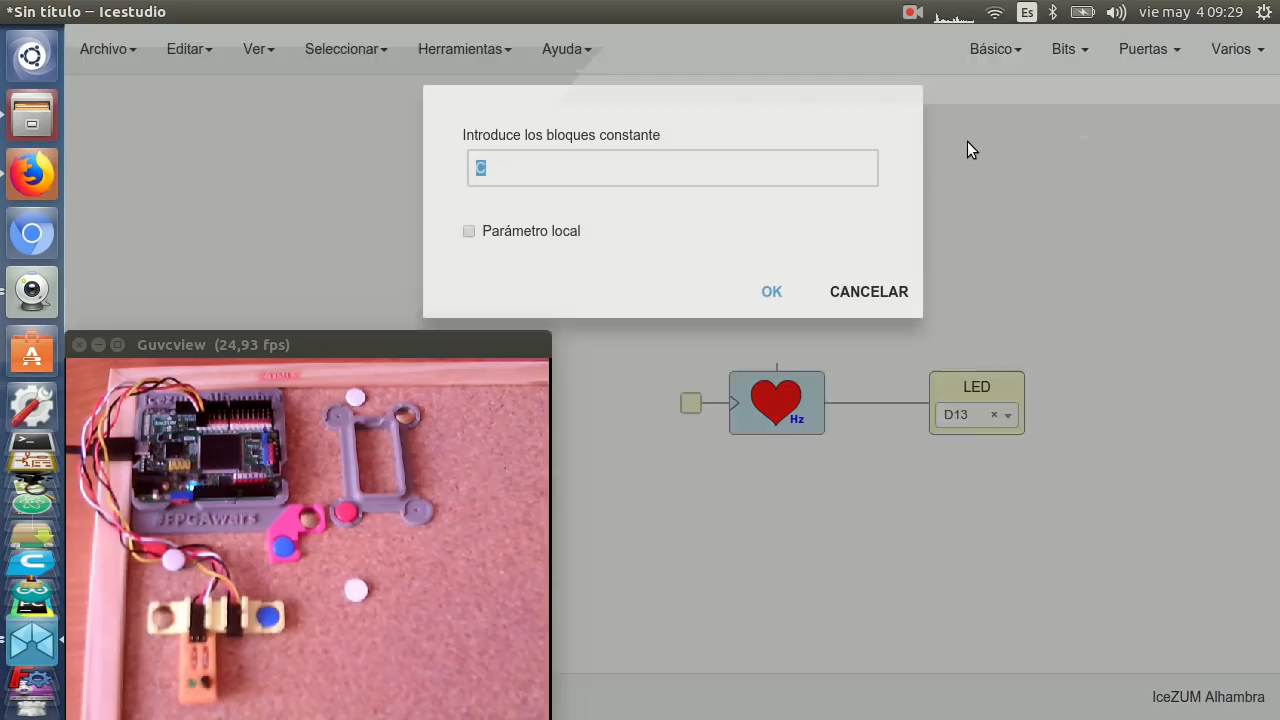 *Sin título – Icestudio
Es
vie may 4 09:29
Archivo
Editar
Ver
Seleccionar
Herramientas
Ayuda
Básico
Bits
Puertas
Varios
Introduce los bloques constante
C
Parámetro local
OK
CANCELAR
Guvcview (24,93 fps)
Hz
LED
D13
FPGAwars
IceZUM Alhambra